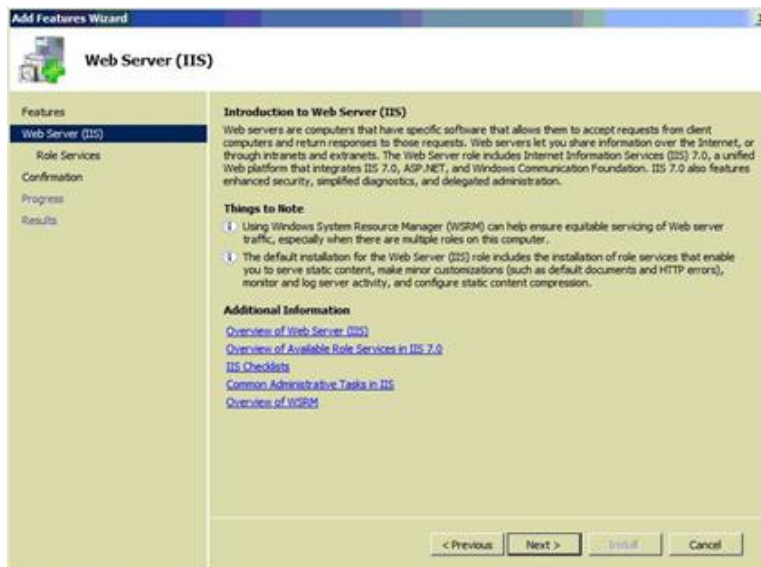 Add Features Wizard
Web Server (IIS)
Features
Web Server (IIS)
Role Services
Confirmation
Progress
Results
Introduction to Web Server (IIS)
Web servers are computers that have specific software that allows them to accept requests from client
computers and return responses to those requests. Web servers let you share information over the Internet, or
through intranets and extranets. The Web Server role includes Internet Information Services (IIS) 7.0, a unified
Web platform that integrates IIS 7.0, ASP.NET, and Windows Communication Foundation. IIS 7.0 also features
enhanced security, simplified diagnostics, and delegated administration.
Things to Note
Using Windows System Resource Manager (WSRM) can help ensure equitable servicing of Web server
traffic, especially when there are multiple roles on this computer.
The default installation for the Web Server (IIS) role includes the installation of role services that enable
you to serve static content, make minor customizations (such as default documents and HTTP errors),
monitor and log server activity, and configure static content compression.
Additional Information
Overview of Web Server (IIS)
Overview of Available Role Services in IIS 7.0
IIS Checklists
Common Administrative Tasks in IIS
Overview of WSRM
< Previous Next > Install Cancel